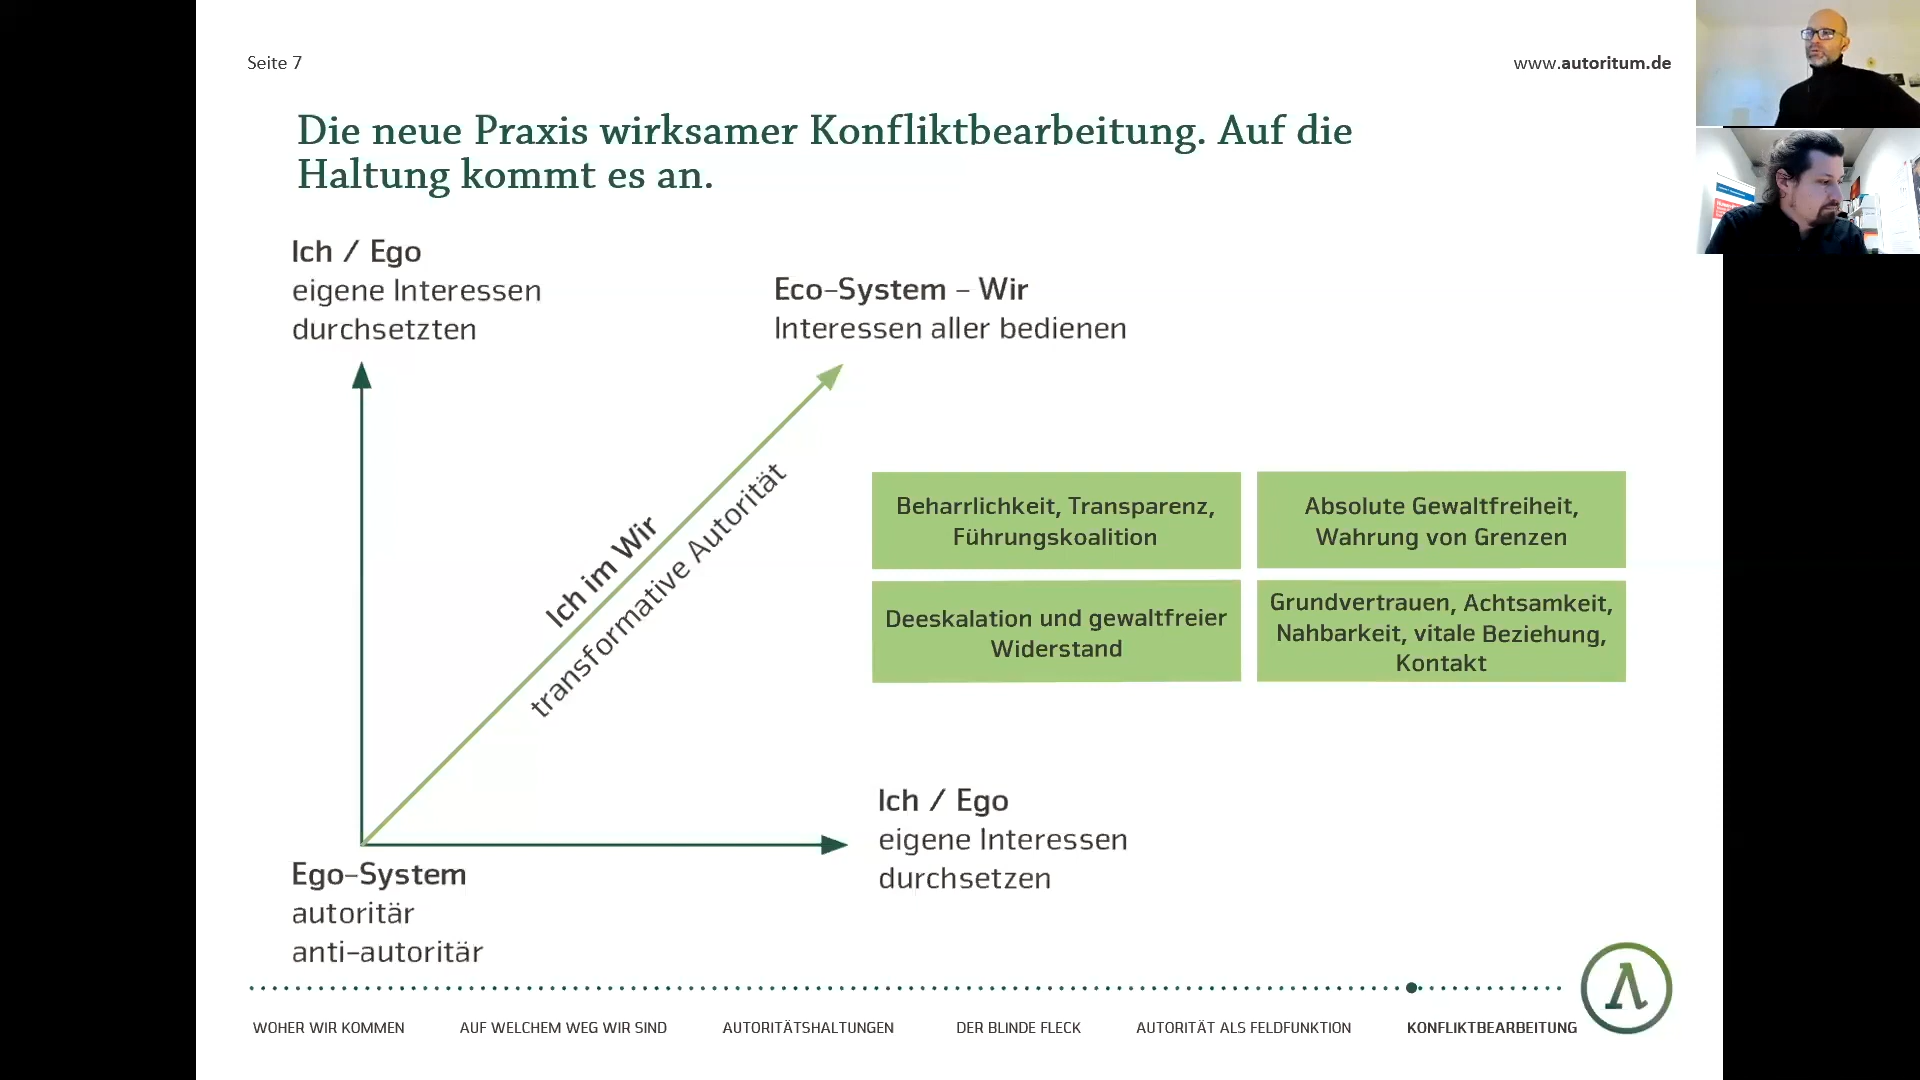 Seite 7
www.autoritum.de
Die neue Praxis wirksamer Konfliktbearbeitung. Auf die
Haltung kommt es an.
Ich / Ego
eigene Interessen
durchsetzten
Eco-System – Wir
Interessen aller bedienen
Ich im Wir
transformative Autorität
Beharrlichkeit, Transparenz,
Führungskoalition
Absolute Gewaltfreiheit,
Wahrung von Grenzen
Deeskalation und gewaltfreier
Widerstand
Grundvertrauen, Achtsamkeit,
Nahbarkeit, vitale Beziehung,
Kontakt
Ich / Ego
eigene Interessen
durchsetzen
Ego-System
autoritär
anti-autoritär
WOHER WIR KOMMEN
AUF WELCHEM WEG WIR SIND
AUTORITÄTSHALTUNGEN
DER BLINDE FLECK
AUTORITÄT ALS FELDFUNKTION
KONFLIKTBEARBEITUNG